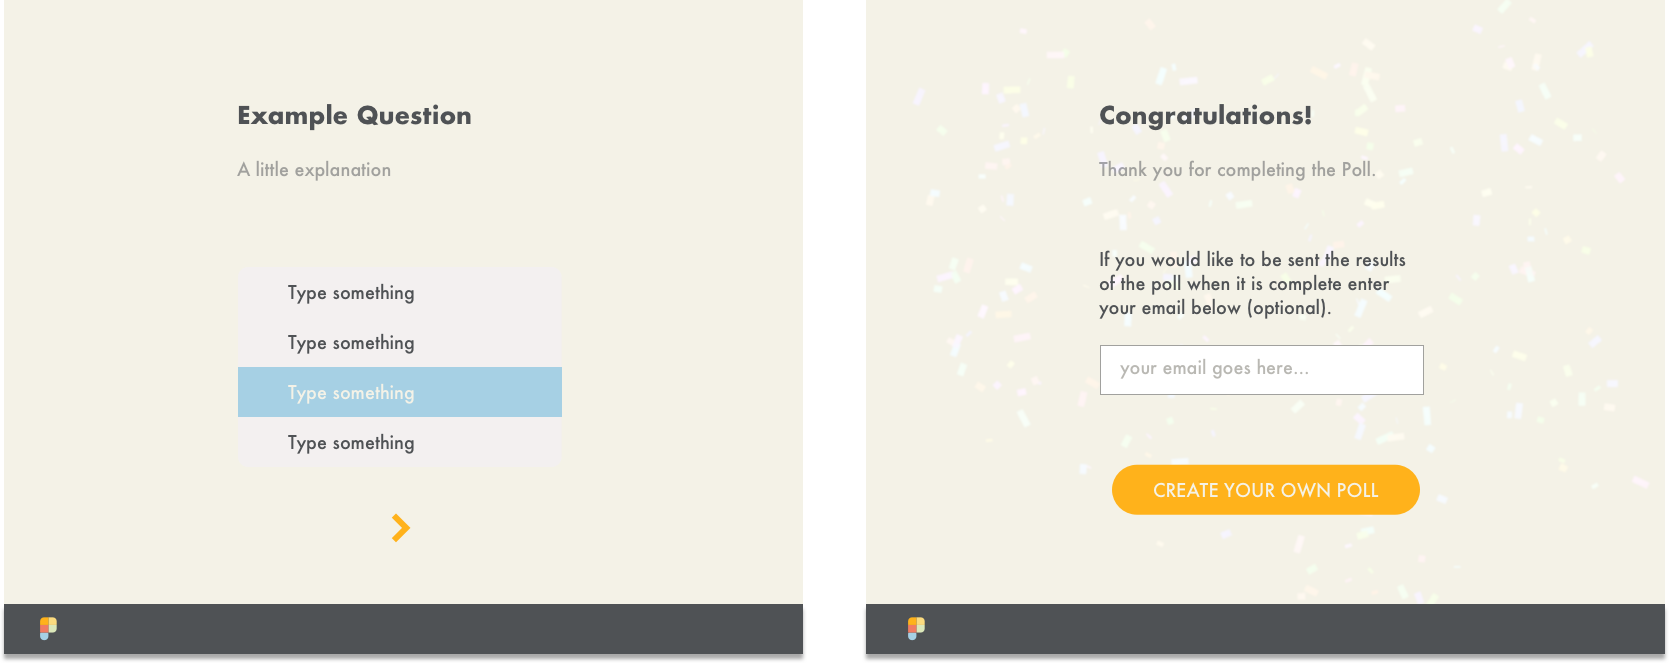 Example Question
A little explanation
Type something
Type something
Type something
Type something
Congratulations!
Thank you for completing the Poll.
If you would like to be sent the results
of the poll when it is complete enter
your email below (optional).
your email goes here...
CREATE YOUR OWN POLL